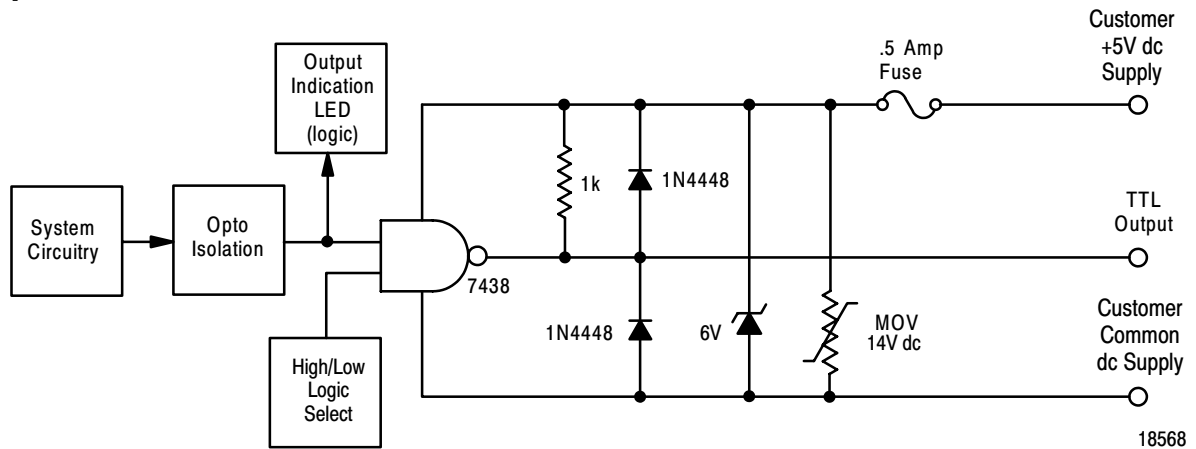 Customer
+5V dc
Supply
.5 Amp
Fuse
Output
Indication
LED
(logic)
1k
1N4448
System
Circuitry
Opto
Isolation
TTL
Output
7438
1N4448
6V
MOV
14V dc
Customer
Common
dc Supply
High/Low
Logic
Select
18568